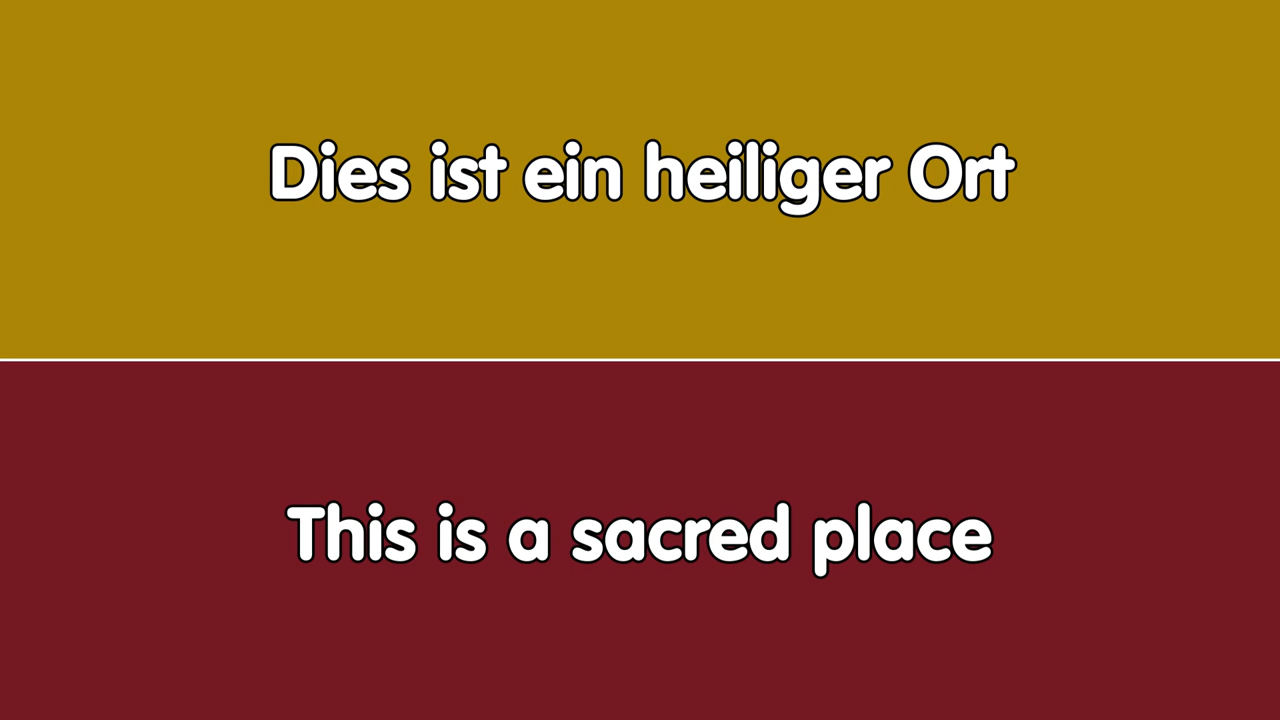 Dies ist ein heiliger Ort
This is a sacred place